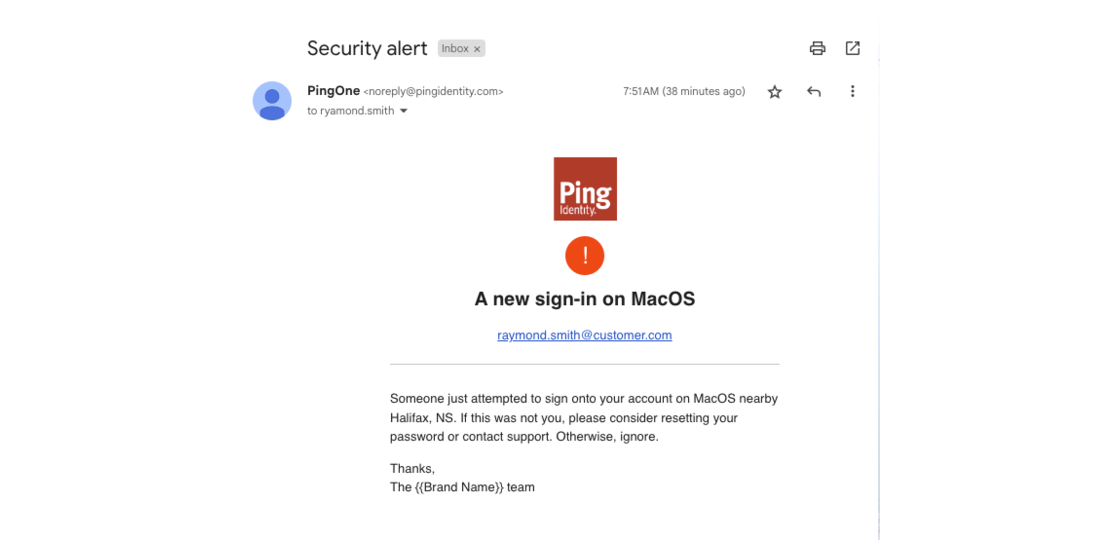 Security alert Inbox ×
PingOne <noreply@pingidentity.com> 7:51AM (38 minutes ago)
to ryamond.smith
Ping
Identity.
!
A new sign-in on MacOS
raymond.smith@customer.com
Someone just attempted to sign onto your account on MacOS nearby
Halifax, NS. If this was not you, please consider resetting your
password or contact support. Otherwise, ignore.
Thanks,
The {{Brand Name}} team